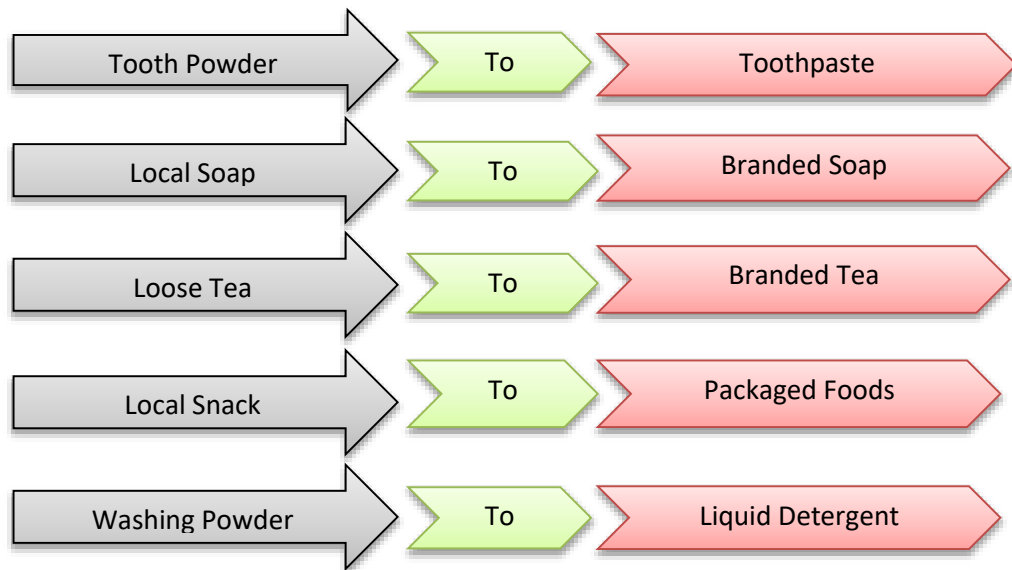 Tooth Powder To Toothpaste
Local Soap To Branded Soap
Loose Tea To Branded Tea
Local Snack To Packaged Foods
Washing Powder To Liquid Detergent